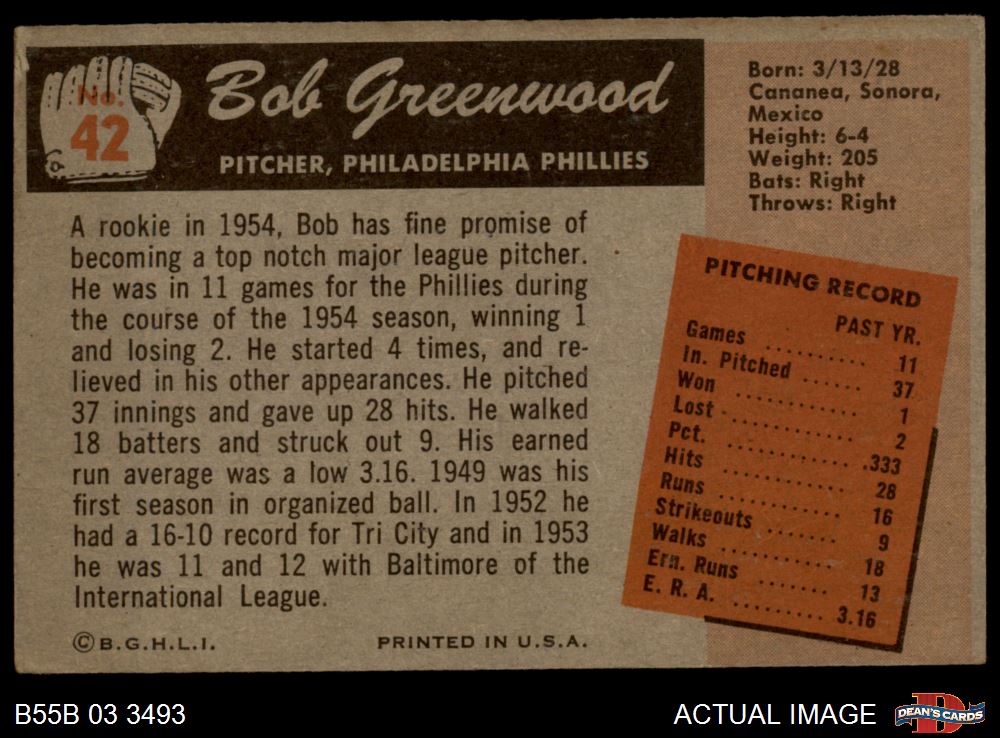 No.
42
Bob Greenwood
PITCHER, PHILADELPHIA PHILLIES
A rookie in 1954, Bob has fine promise of
becoming a top notch major league pitcher.
He was in 11 games for the Phillies during
the course of the 1954 season, winning 1
and losing 2. He started 4 times, and re-
lieved in his other appearances. He pitched
37 innings and gave up 28 hits. He walked
18 batters and struck out 9. His earned
run average was a low 3.16. 1949 was his
first season in organized ball. In 1952 he
had a 16-10 record for Tri City and in 1953
he was 11 and 12 with Baltimore of the
International League.
©B.G.H.L.I. PRINTED IN U.S.A.
Born: 3/13/28
Cananea, Sonora,
Mexico
Height: 6-4
Weight: 205
Bats: Right
Throws: Right
PITCHING RECORD
PAST YR.
Games .......... 11
In. Pitched ...... 37
Won ............ 1
Lost ............ 2
Pct. ............ .333
Hits ............ 28
Runs ............ 16
Strikeouts ....... 9
Walks .......... 18
Ern. Runs ...... 13
E. R. A. ......... 3.16
B55B 03 3493
ACTUAL IMAGE
DEAN'S CARDS